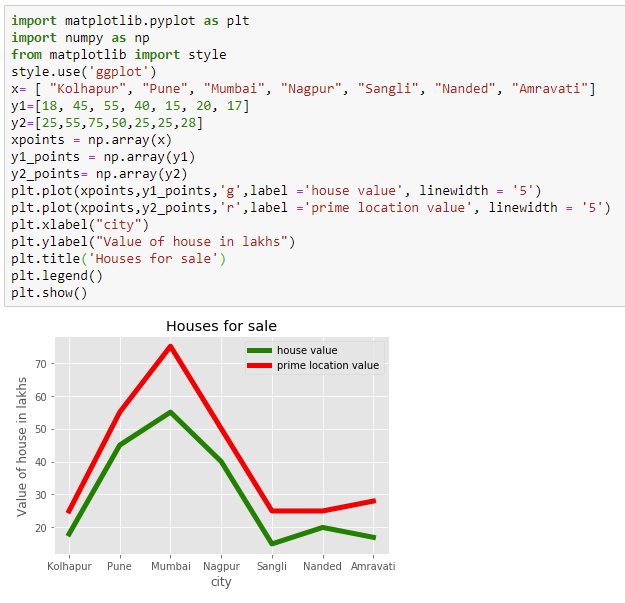 import matplotlib.pyplot as plt
import numpy as np
from matplotlib import style
style.use('ggplot')
x= [ "Kolhapur", "Pune", "Mumbai", "Nagpur", "Sangli", "Nanded", "Amravati"]
y1=[18, 45, 55, 40, 15, 20, 17]
y2=[25,55,75,50,25,25,28]
xpoints = np.array(x)
y1_points = np.array(y1)
y2_points= np.array(y2)
plt.plot(xpoints,y1_points,'g',label ='house value', linewidth = '5')
plt.plot(xpoints,y2_points,'r',label ='prime location value', linewidth = '5')
plt.xlabel("city")
plt.ylabel("Value of house in lakhs")
plt.title('Houses for sale')
plt.legend()
plt.show()
Houses for sale
house value
prime location value
Value of house in lakhs
70
60
50
40
30
20
Kolhapur Pune Mumbai Nagpur Sangli Nanded Amravati
city